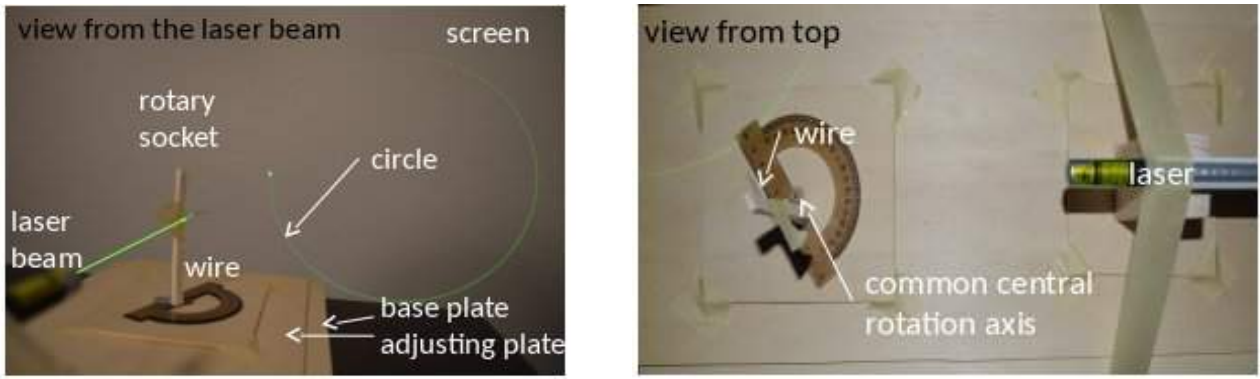 view from the laser beam
screen
rotary
socket
circle
laser
beam
wire
base plate
adjusting plate
view from top
wire
laser
common central
rotation axis